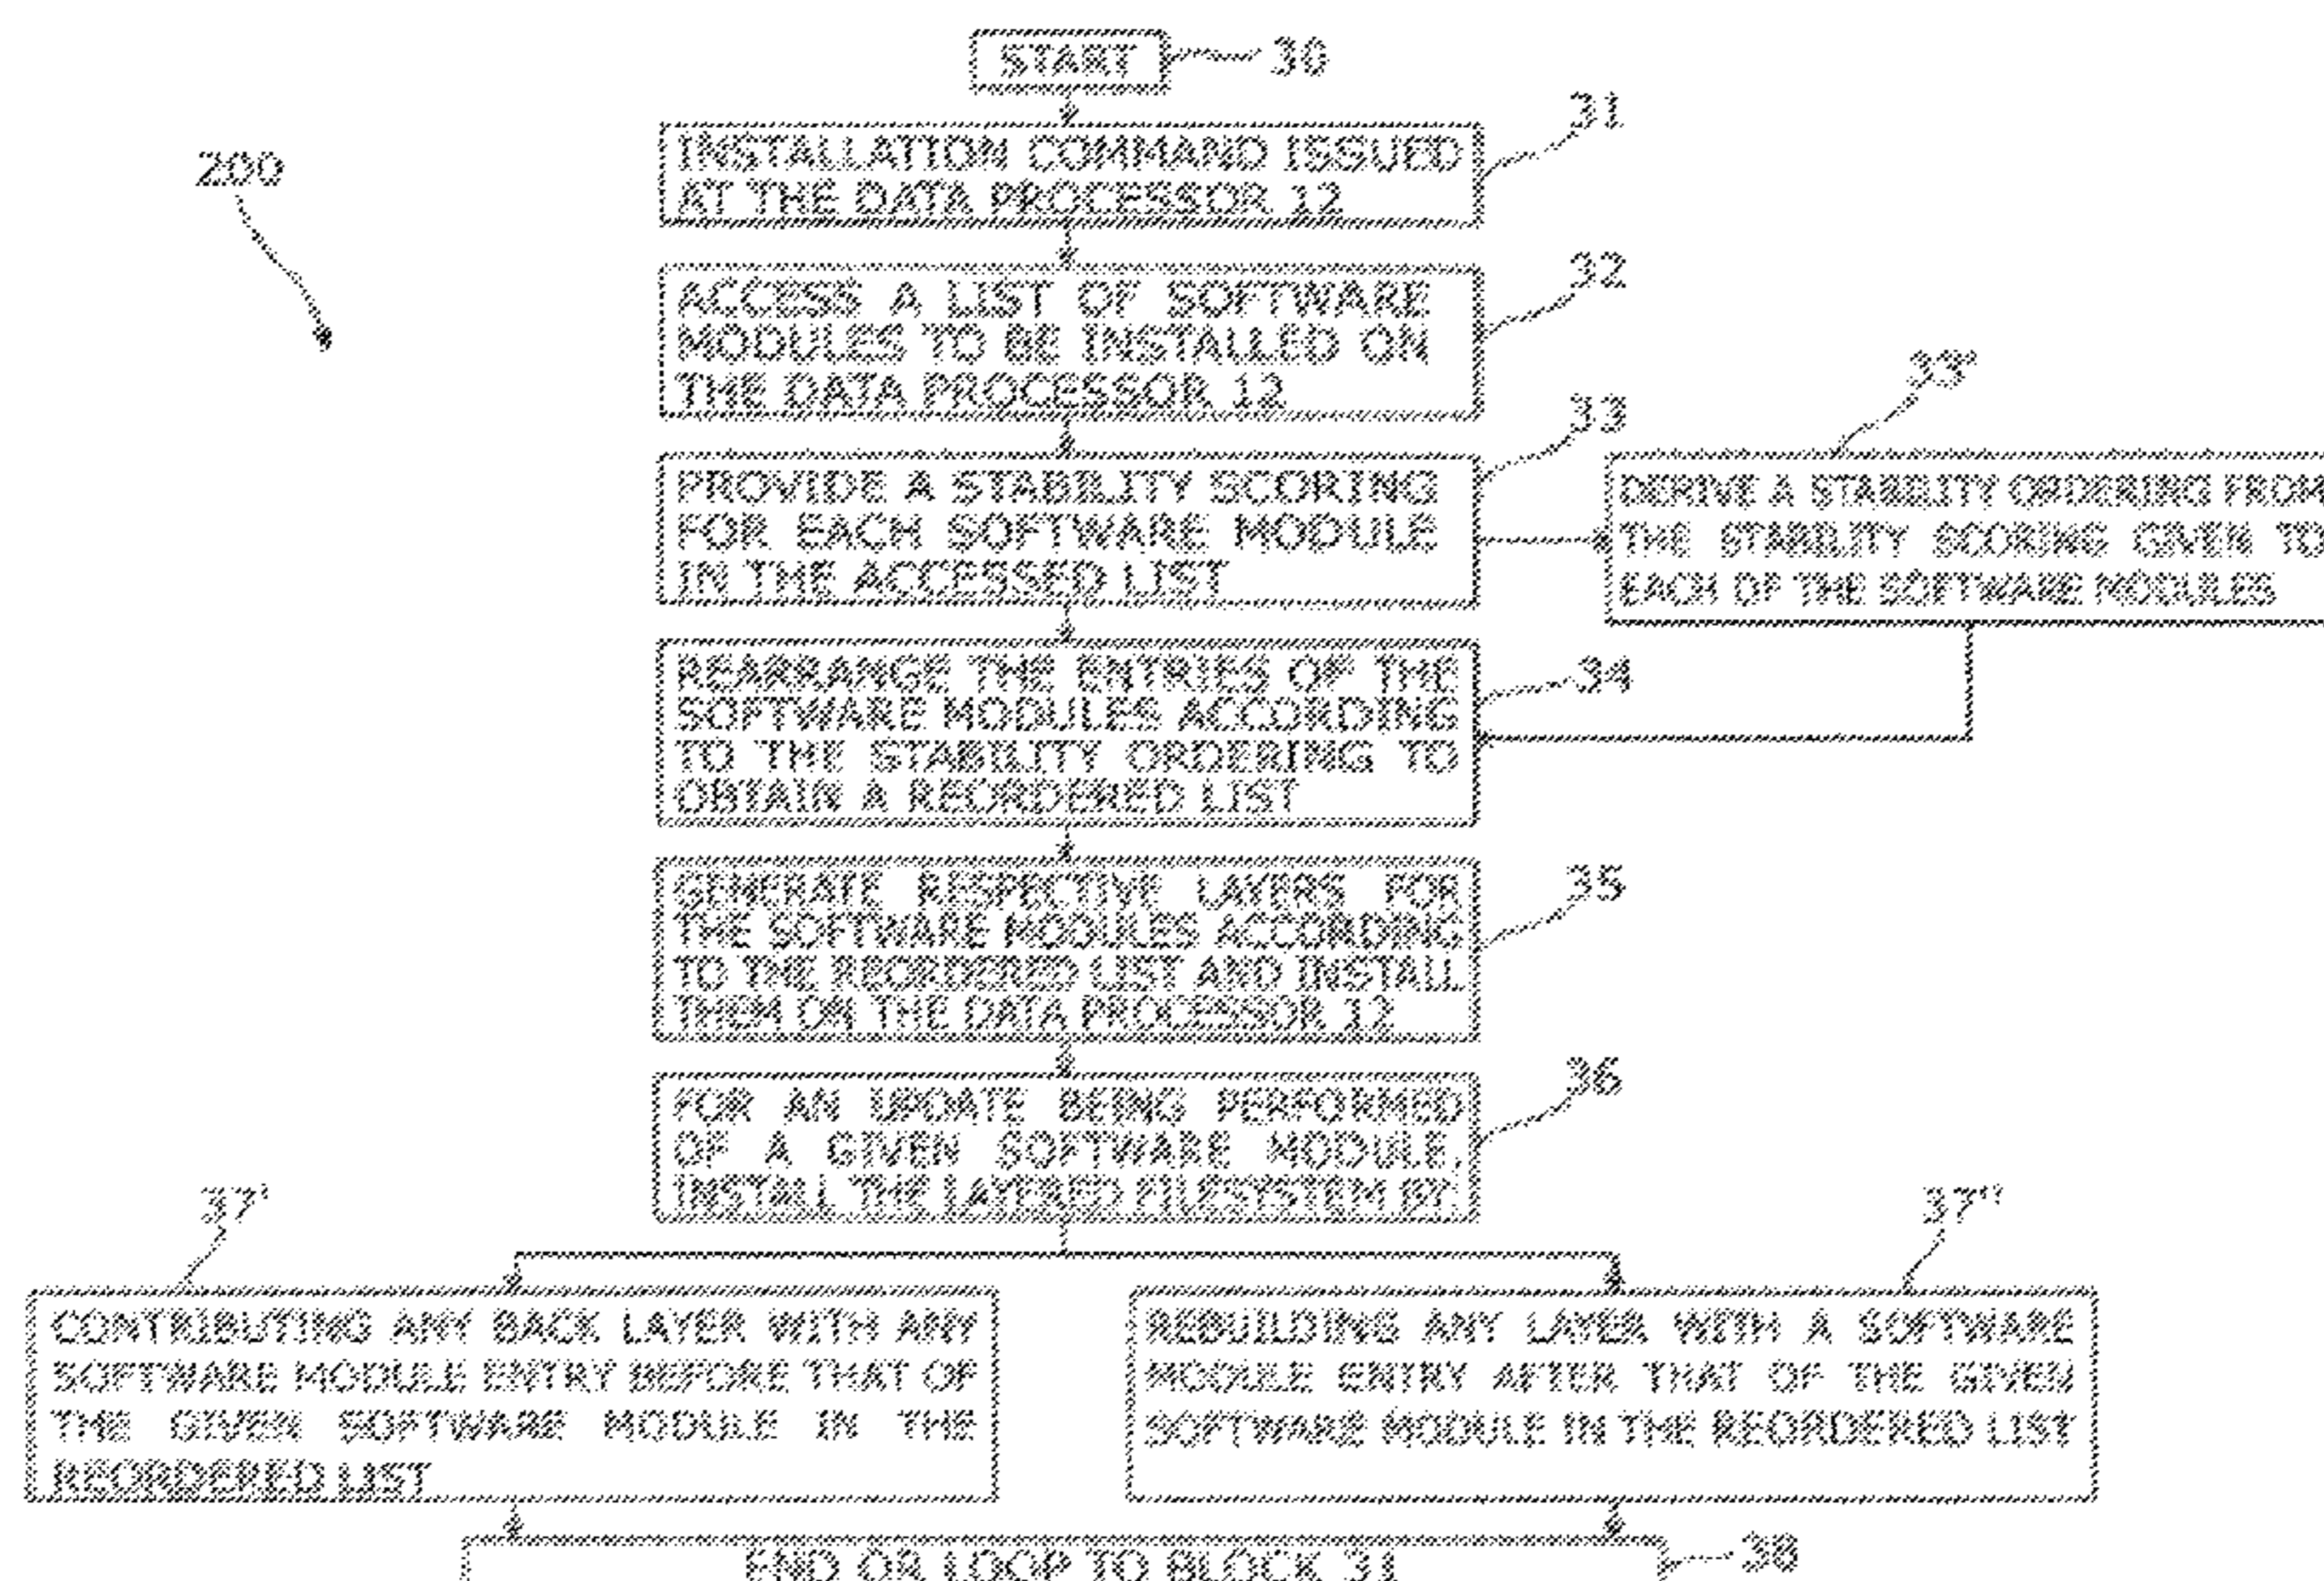 START
30
31
INSTALLATION COMMAND ISSUED
AT THE DATA PROCESSOR 12
200
32
ACCESS A LIST OF SOFTWARE
MODULES TO BE INSTALLED ON
THE DATA PROCESSOR 12
33
PROVIDE A STABILITY SCORING
FOR EACH SOFTWARE MODULE
IN THE ACCESSED LIST
33'
DERIVE A STABILITY ORDERING FROM
THE STABILITY SCORING GIVEN TO
EACH OF THE SOFTWARE MODULES
34
REARRANGE THE ENTRIES OF THE
SOFTWARE MODULES ACCORDING
TO THE STABILITY ORDERING TO
OBTAIN A REORDERED LIST
35
GENERATE RESPECTIVE LAYERS FOR
THE SOFTWARE MODULES ACCORDING
TO THE REORDERED LIST AND INSTALL
THEM ON THE DATA PROCESSOR 12
36
FOR AN UPDATE BEING PERFORMED
OF A GIVEN SOFTWARE MODULE,
INSTALL THE LAYERED FILESYSTEM BY:
37'
CONTRIBUTING ANY BACK LAYER WITH ANY
SOFTWARE MODULE ENTRY BEFORE THAT OF
THE GIVEN SOFTWARE MODULE IN THE
REORDERED LIST
37"
REBUILDING ANY LAYER WITH A SOFTWARE
MODULE ENTRY AFTER THAT OF THE GIVEN
SOFTWARE MODULE IN THE REORDERED LIST
END OR LOOP TO BLOCK 31
38